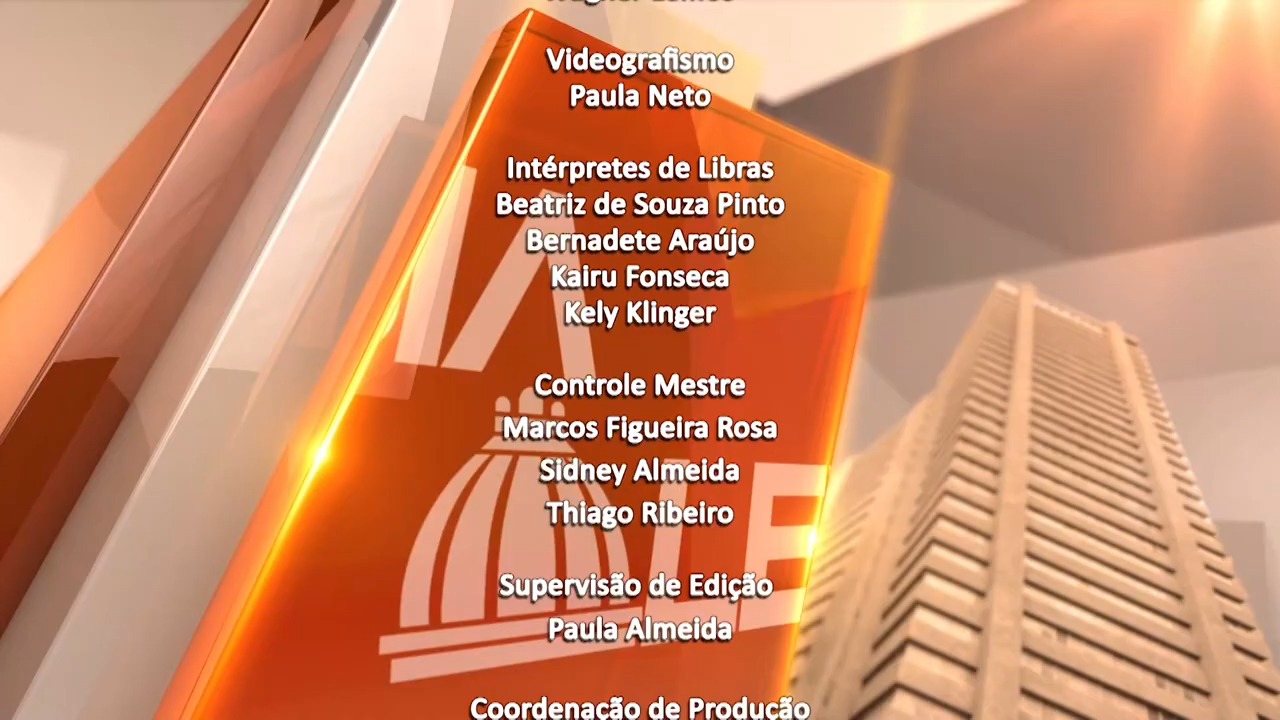 Videografismo
Paula Neto
Intérpretes de Libras
Beatriz de Souza Pinto
Bernadete Araújo
Kairu Fonseca
Kely Klinger
Controle Mestre
Marcos Figueira Rosa
Sidney Almeida
Thiago Ribeiro
Supervisão de Edição
Paula Almeida
Coordenação de Produção
LE